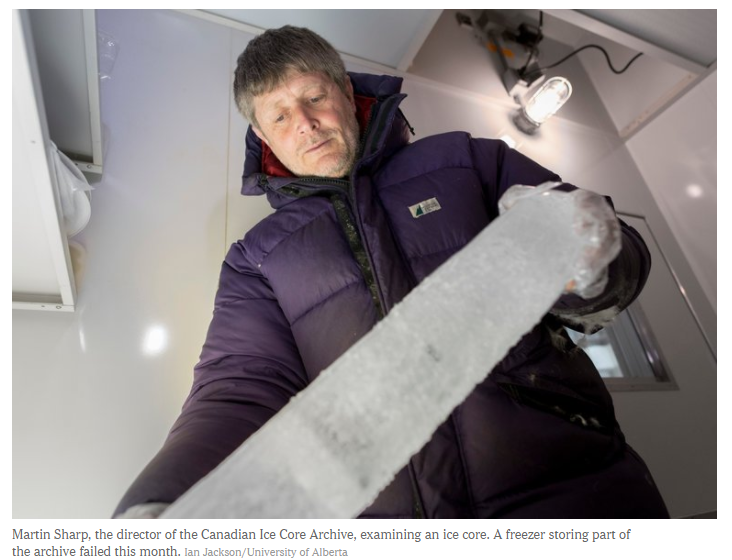 Martin Sharp, the director of the Canadian Ice Core Archive, examining an ice core. A freezer storing part of
the archive failed this month. Ian Jackson/University of Alberta